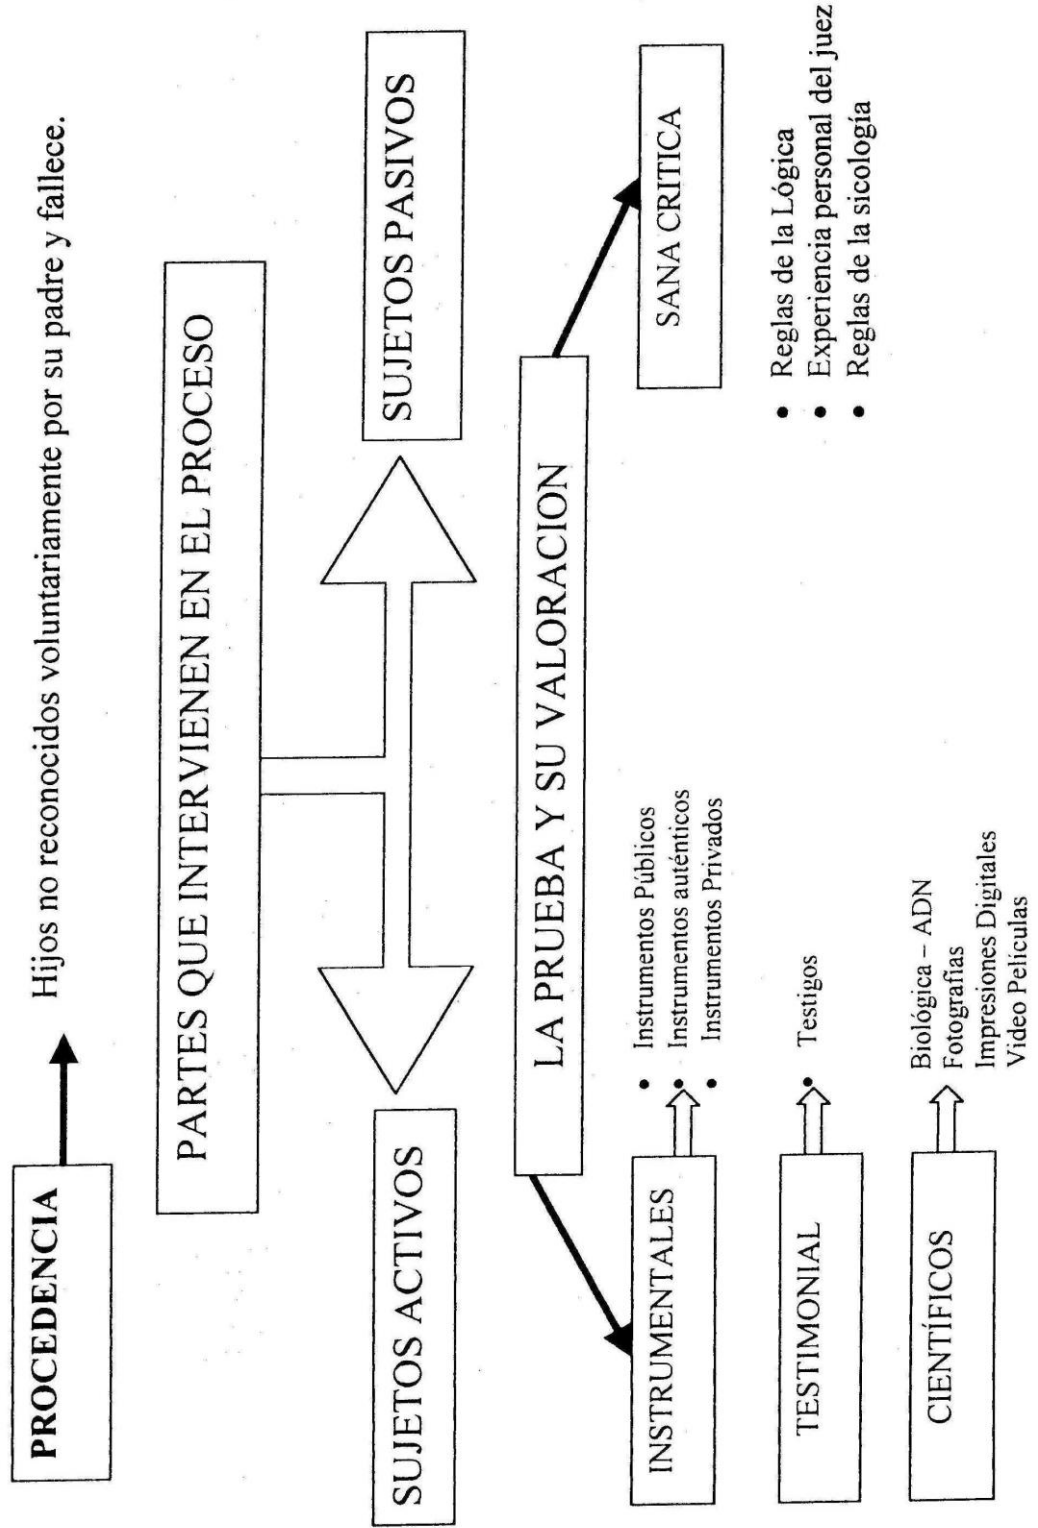 PROCEDENCIA
Hijos no reconocidos voluntariamente por su padre y fallece.
PARTES QUE INTERVIENEN EN EL PROCESO
SUJETOS ACTIVOS
SUJETOS PASIVOS
LA PRUEBA Y SU VALORACION
INSTRUMENTALES
• Instrumentos Públicos
• Instrumentos auténticos
• Instrumentos Privados
TESTIMONIAL
• Testigos
CIENTÍFICOS
Biológica – ADN
Fotografías
Impresiones Digitales
Video Películas
SANA CRITICA
• Reglas de la Lógica
• Experiencia personal del juez
• Reglas de la sicología